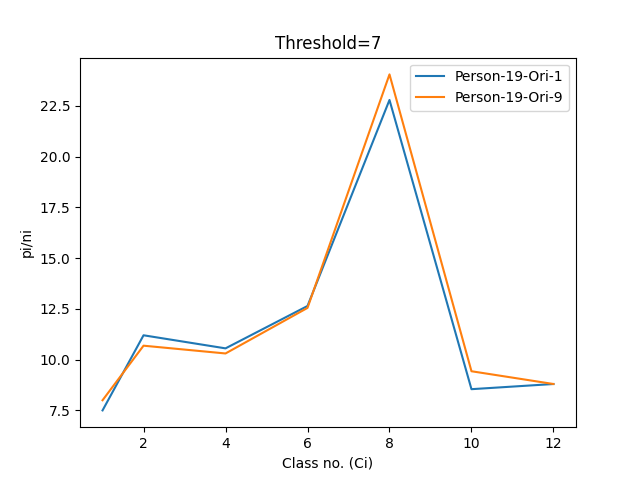 Threshold=7
Person-19-Ori-1
Person-19-Ori-9
22.5
20.0
17.5
15.0
12.5
10.0
7.5
pi/ni
2 4 6 8 10 12
Class no. (Ci)